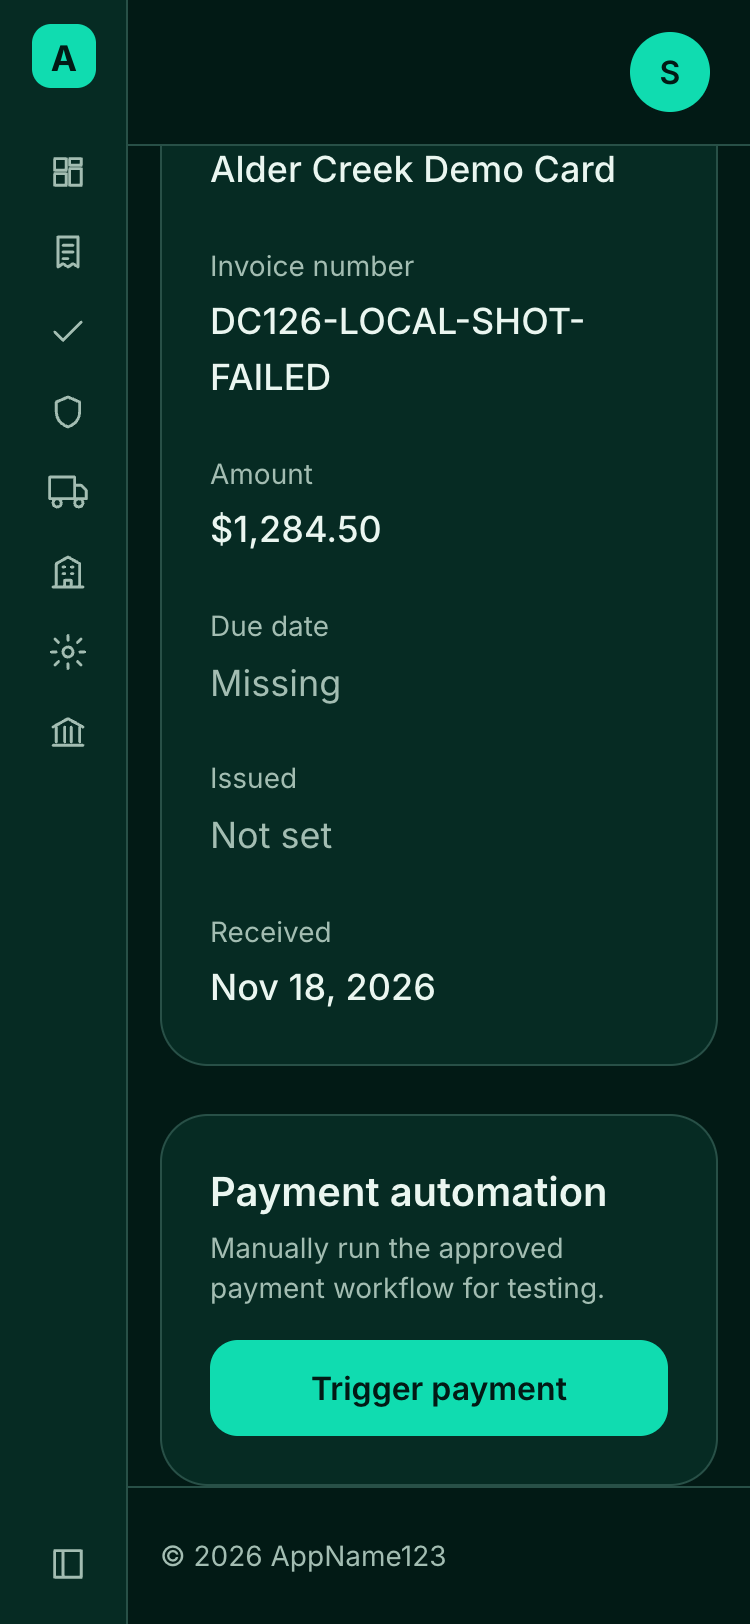 A
S
Alder Creek Demo Card
Invoice number
DC126-LOCAL-SHOT-
FAILED
Amount
$1,284.50
Due date
Missing
Issued
Not set
Received
Nov 18, 2026
Payment automation
Manually run the approved
payment workflow for testing.
Trigger payment
© 2026 AppName123